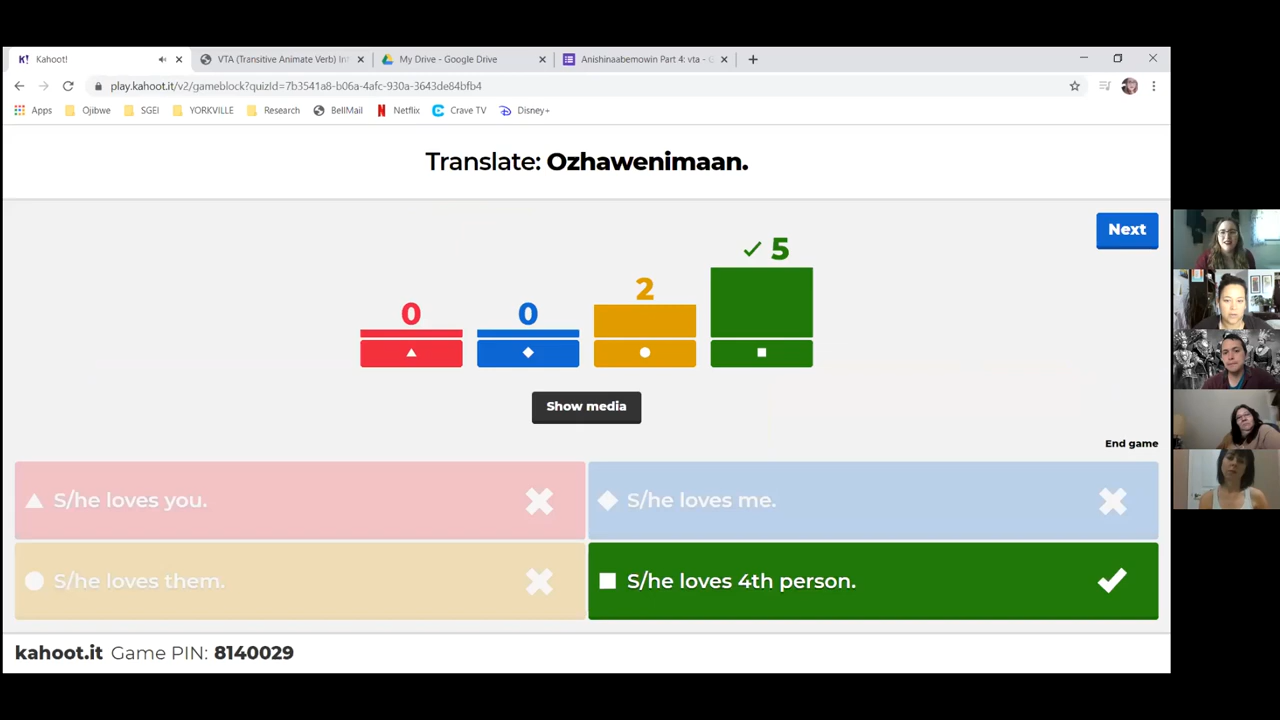 K! Kahoot!
VTA (Transitive Animate Verb) In
My Drive - Google Drive
Anishinaabemowin Part 4: vta - G
play.kahoot.it/v2/gameblock?quizId=7b3541a8-b06a-4afc-930a-3643de84bfb4
Apps Ojibwe SGEI YORKVILLE Research BellMail Netflix Crave TV Disney+
Translate: Ozhawenimaan.
Next
0
0
2
5
Show media
End game
S/he loves you.
S/he loves me.
S/he loves them.
S/he loves 4th person.
kahoot.it Game PIN: 8140029